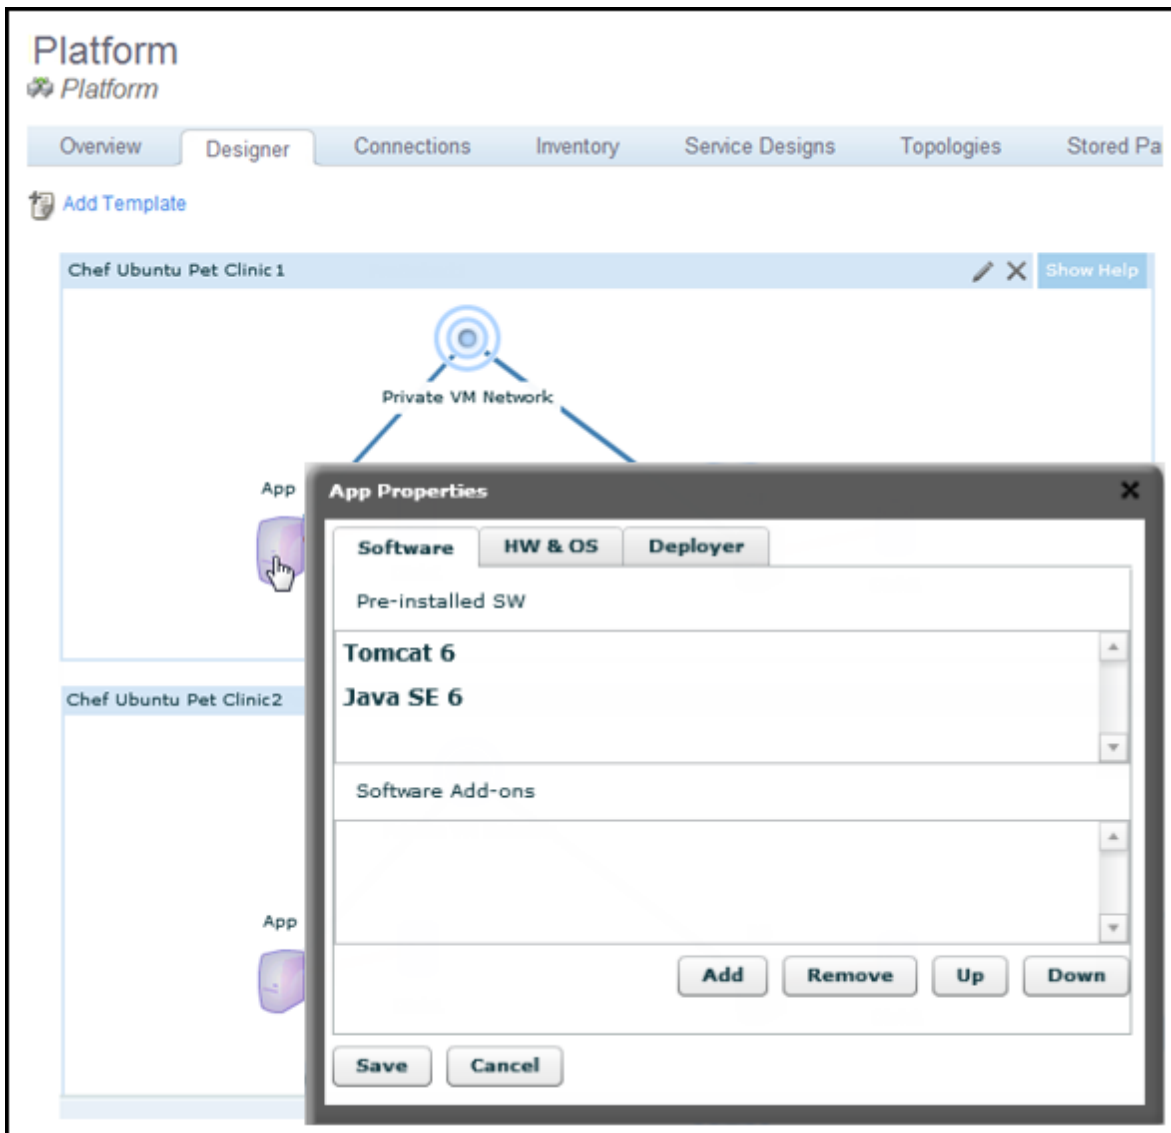 Platform
Platform
Overview Designer Connections Inventory Service Designs Topologies Stored Pa
Add Template
Chef Ubuntu Pet Clinic 1 Show Help
Private VM Network
App
App Properties
Software HW & OS Deployer
Pre-installed SW
Tomcat 6
Java SE 6
Chef Ubuntu Pet Clinic2
Software Add-ons
App
Add Remove Up Down
Save Cancel